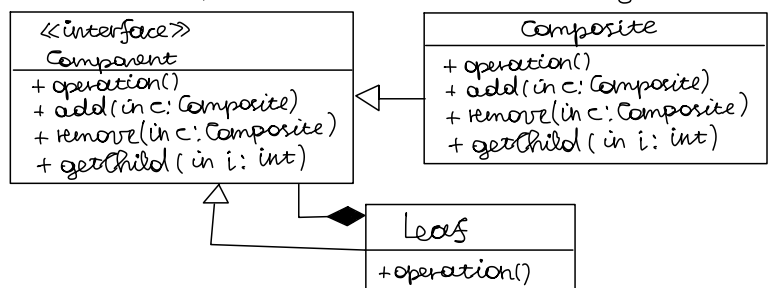 <<interface>>
Component
+ operation()
+ add(in c: Composite)
+ remove(in c: Composite)
+ getChild(in i: int)
Composite
+ operation()
+ add(in c: Composite)
+ remove(in c: Composite)
+ getChild(in i: int)
Leaf
+operation()